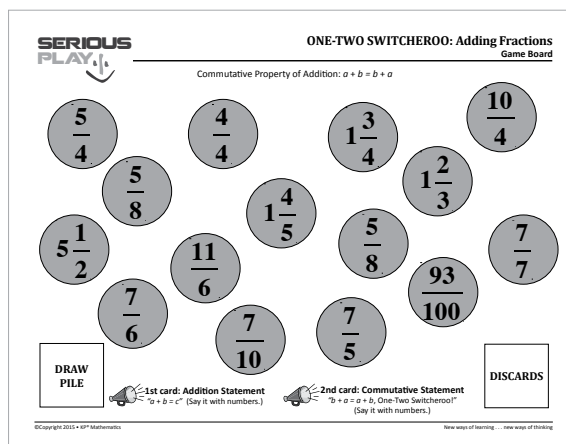 SERIOUS
PLAY
ONE-TWO SWITCHEROO: Adding Fractions
Game Board
Commutative Property of Addition: a + b = b + a
5/4
4/4
1 3/4
10/4
5/8
1 2/3
1 4/5
5 1/2
11/6
5/8
7/7
93/100
7/6
7/10
7/5
DRAW
PILE
1st card: Addition Statement
"a + b = c" (Say it with numbers.)
2nd card: Commutative Statement
"b + a = a + b, One-Two Switcheroo!"
(Say it with numbers.)
DISCARDS
©Copyright 2015 • KP® Mathematics
New ways of learning . . . new ways of thinking